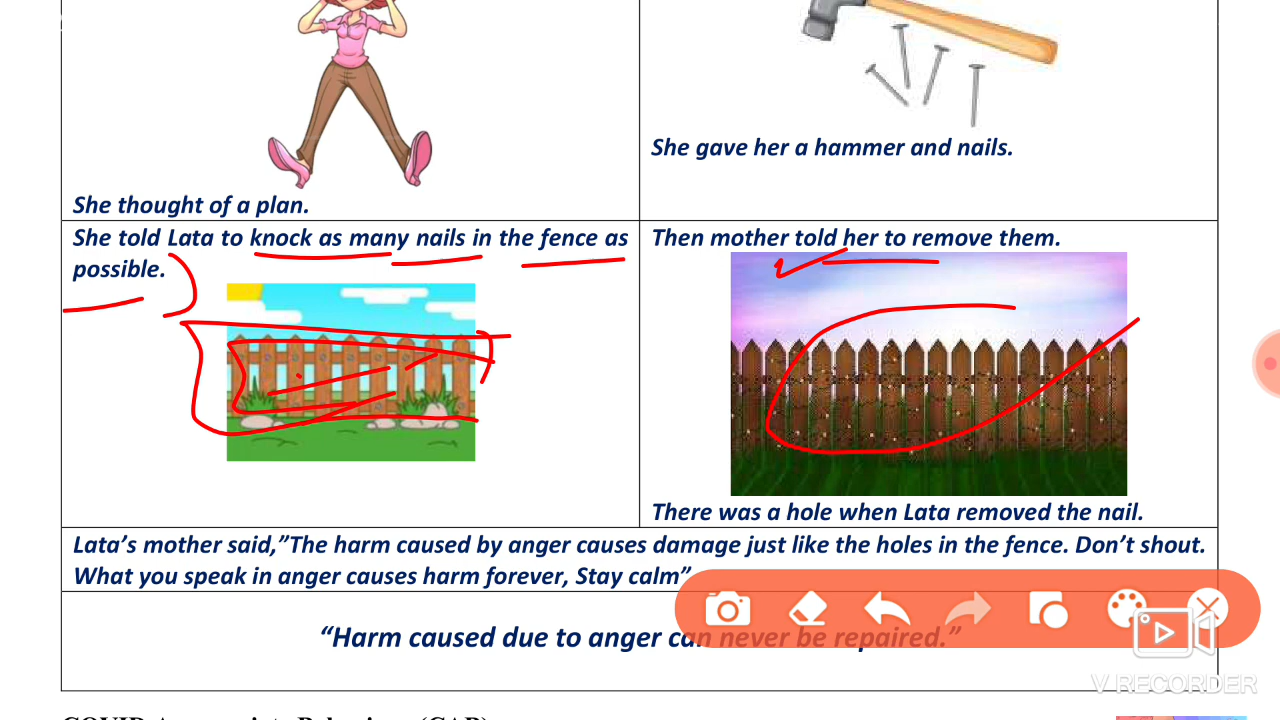 She gave her a hammer and nails.
She thought of a plan.
She told Lata to knock as many nails in the fence as
possible.
Then mother told her to remove them.
There was a hole when Lata removed the nail.
Lata’s mother said,”The harm caused by anger causes damage just like the holes in the fence. Don’t shout.
What you speak in anger causes harm forever, Stay calm”
“Harm caused due to anger can never be repaired.”
V RECORDER